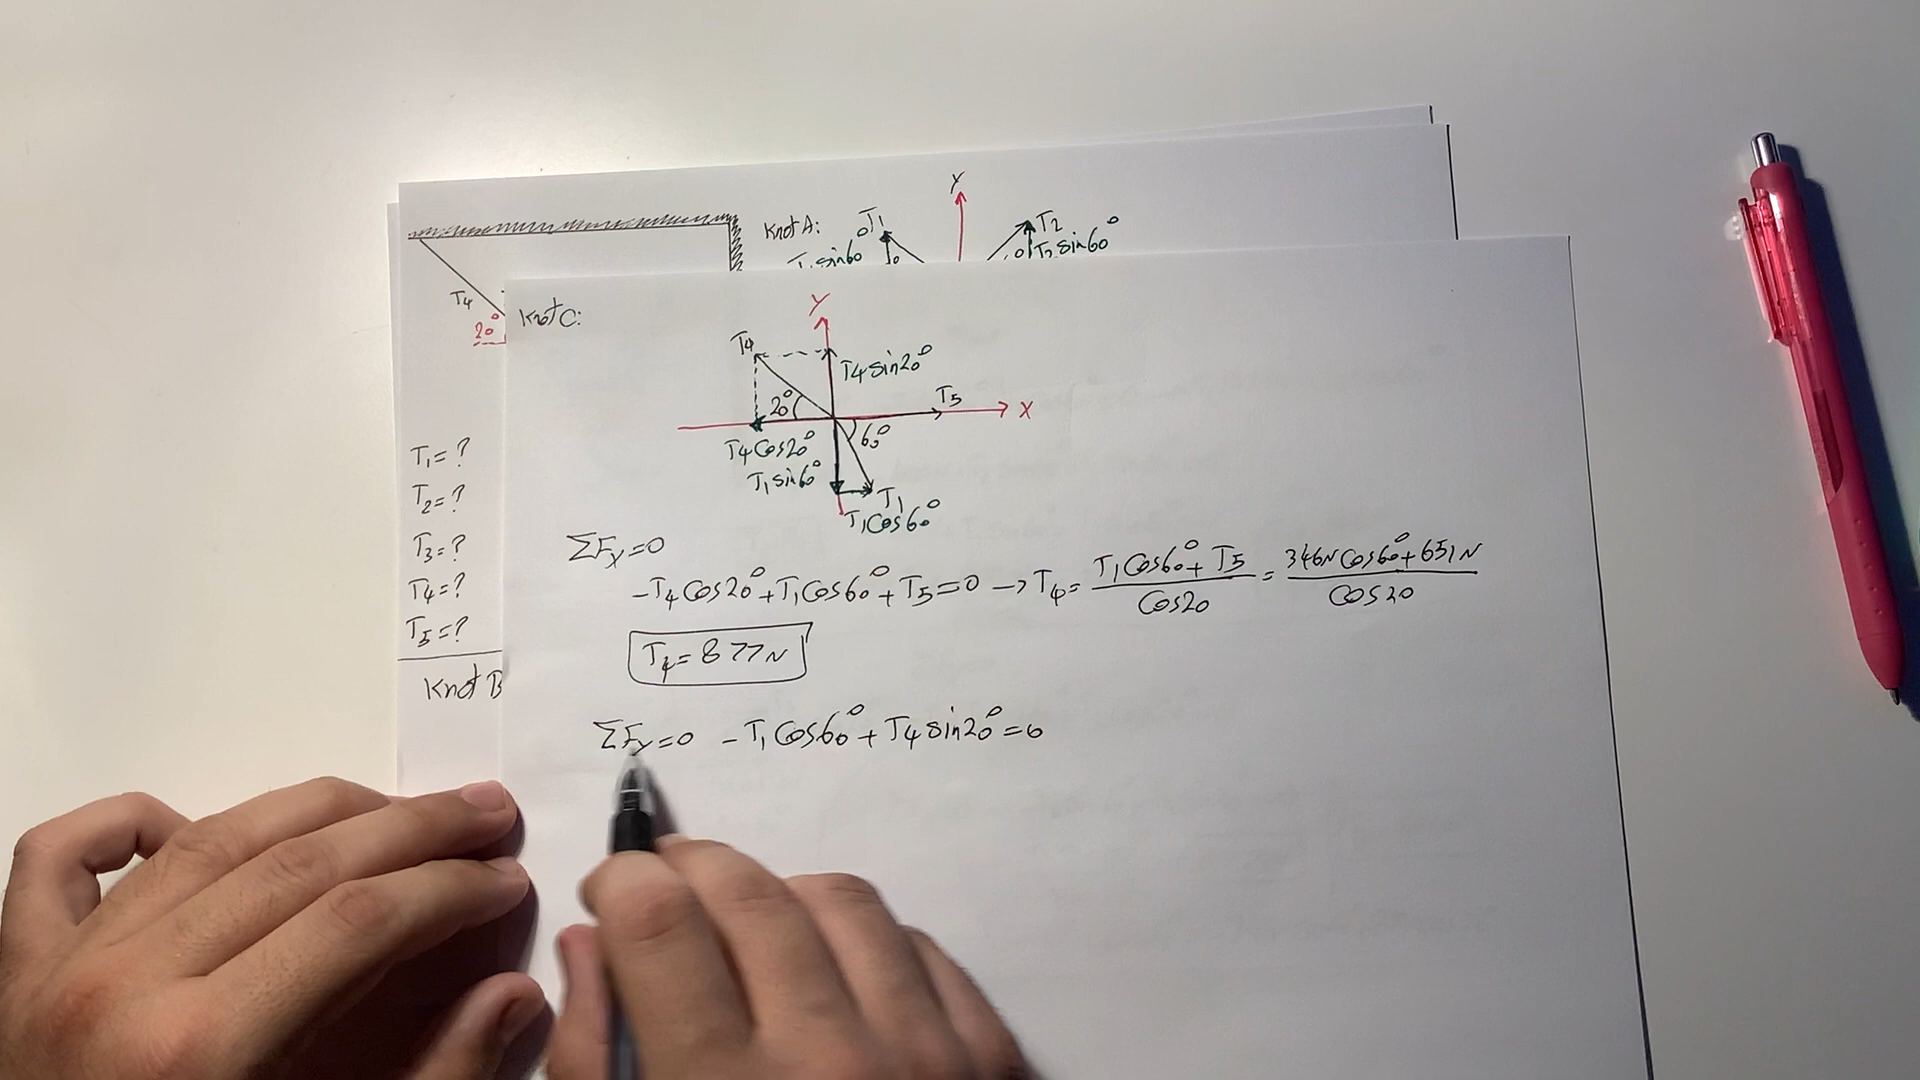 Y
Knot A:
T1
T2
T1 sin60°
T2 sin60°
T4
20°
Knot C:
Y
T4
T4 sin20°
20°
T5
X
T4 Cos20°
60°
T1 sin60°
T1
T1 Cos60°
T1=?
T2=?
T3=?
T4=?
T5=?
Knot B
ΣFx=0
-T4 Cos20°+T1 Cos60°+T5=0 → T4= (T1 Cos60°+T5)/Cos20 = (346N Cos60°+651N)/Cos20
T4=877N
ΣFy=0 -T1 Cos60°+T4 sin20°=0